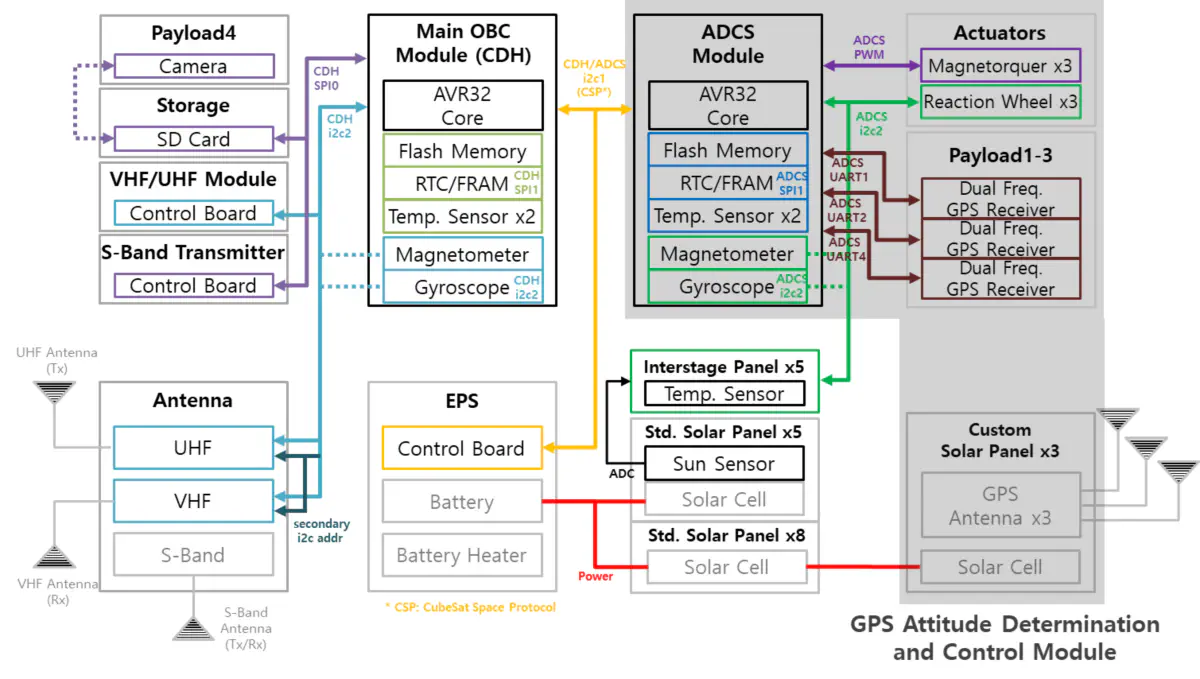 Payload4
Camera
Storage
SD Card
VHF/UHF Module
Control Board
S-Band Transmitter
Control Board
CDH
SPI0
CDH
i2c2
Main OBC
Module (CDH)
AVR32
Core
Flash Memory
RTC/FRAM
CDH
SPI1
Temp. Sensor x2
Magnetometer
Gyroscope
CDH
i2c2
CDH/ADCS
i2c1
(CSP*)
ADCS
Module
AVR32
Core
Flash Memory
RTC/FRAM
ADCS
SPI1
Temp. Sensor x2
Magnetometer
Gyroscope
ADCS
i2c2
ADCS
PWM
ADCS
i2c2
ADCS
UART1
ADCS
UART2
ADCS
UART4
Actuators
Magnetorquer x3
Reaction Wheel x3
Payload1-3
Dual Freq.
GPS Receiver
Dual Freq.
GPS Receiver
Dual Freq.
GPS Receiver
UHF Antenna
(Tx)
Antenna
UHF
VHF
S-Band
secondary
i2c addr
VHF Antenna
(Rx)
S-Band
Antenna
(Tx/Rx)
EPS
Control Board
Battery
Battery Heater
* CSP: CubeSat Space Protocol
Interstage Panel x5
Temp. Sensor
Std. Solar Panel x5
Sun Sensor
ADC
Solar Cell
Std. Solar Panel x8
Solar Cell
Power
Custom
Solar Panel x3
GPS
Antenna x3
Solar Cell
GPS Attitude Determination
and Control Module